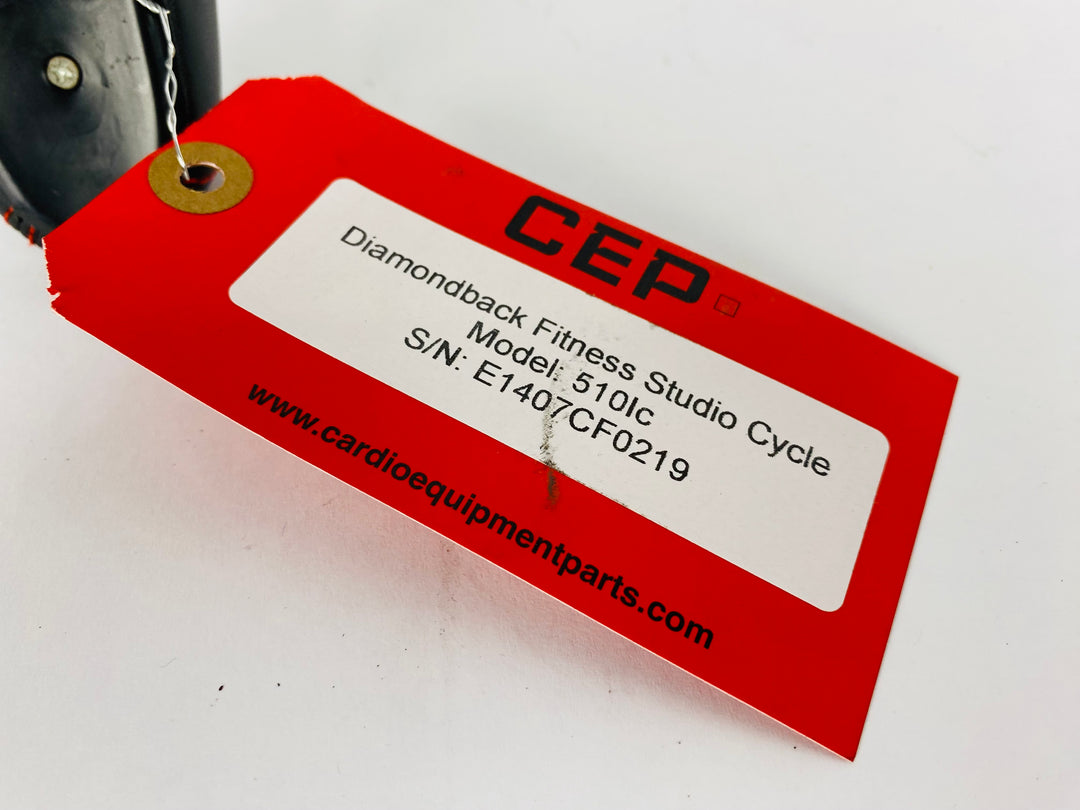 CEP
Diamondback Fitness Studio Cycle
Model: 510Ic
S/N: E1407CF0219
www.cardioequipmentparts.com